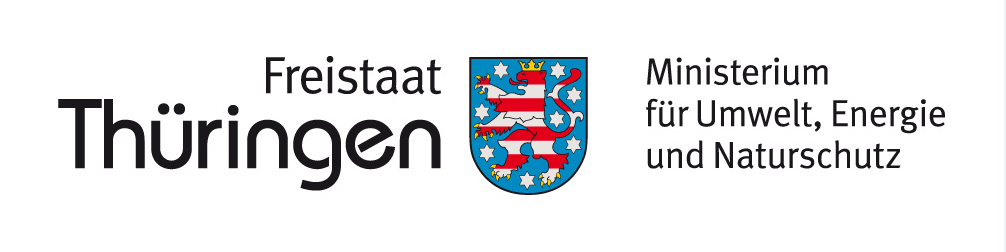 Freistaat
Thüringen
Ministerium
für Umwelt, Energie
und Naturschutz